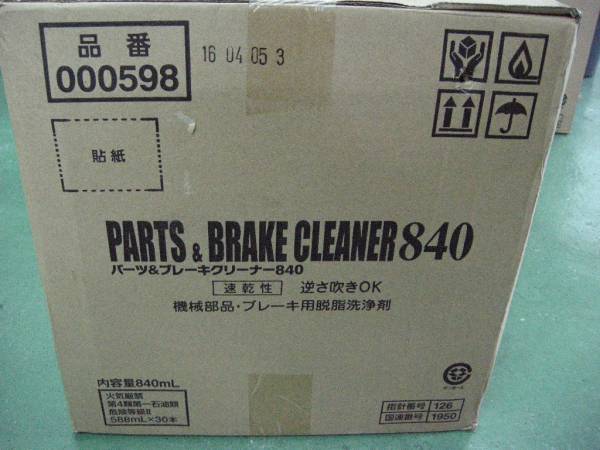 品番
000598
16 04 05 3
貼紙
PARTS & BRAKE CLEANER 840
パーツ&ブレーキクリーナー840
速乾性 逆さ吹きOK
機械部品・ブレーキ用脱脂洗浄剤
内容量840mL
火気厳禁
第4類第一石油類
危険等級Ⅱ
588mL×30本
指針番号 126
国連番号 1950